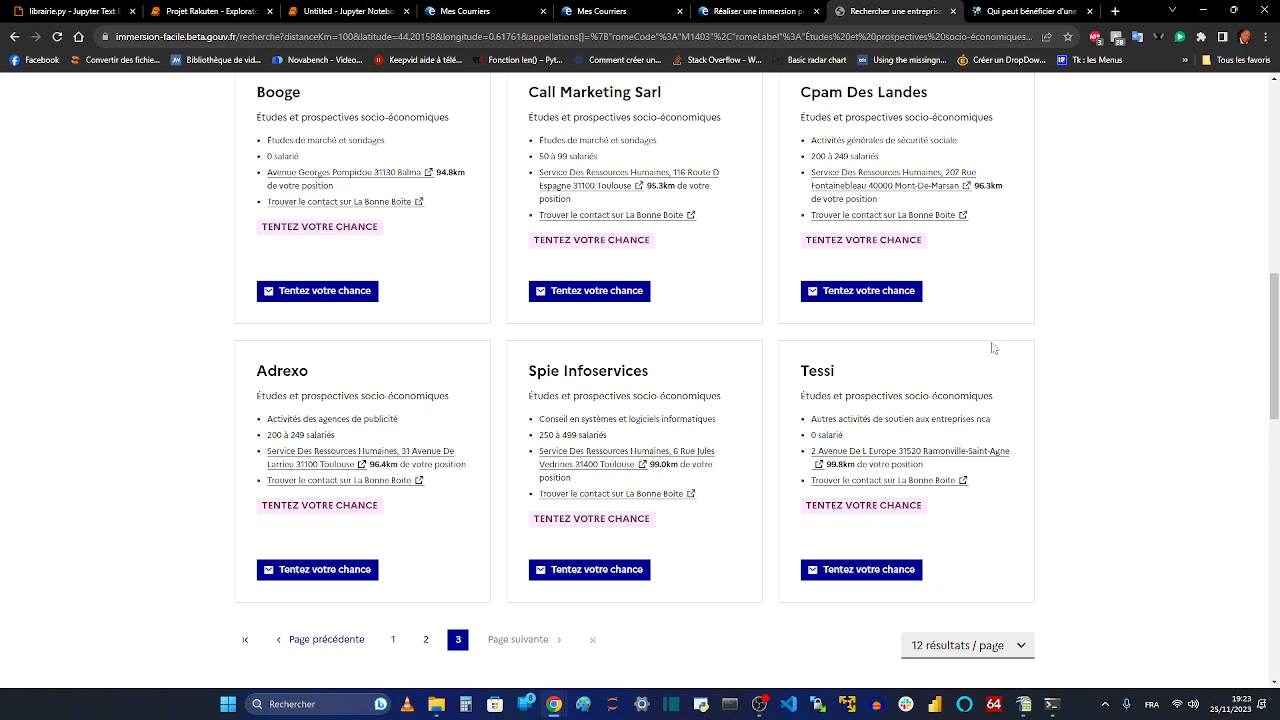 librairie.py - Jupyter Text E
Projet Rakuten - Explorato
Untitled - Jupyter Notebo
Mes Courriers
Mes Courriers
Réaliser une immersion p
Recherche une entreprise
Qui peut bénéficier d'une
immersion-facile.beta.gouv.fr/recherche?distanceKm=100&latitude=44.20158&longitude=0.61761&appellations[]=%7B"romeCode"%3A"M1403"%2C"romeLabel"%3A"Études%20et%20prospectives%20socio-économiques...
Facebook
Convertir des fichie...
Bibliothèque de vid...
Novabench - Videos...
Keepvid aide à télé...
Fonction len() – Pyt...
Comment créer un...
Stack Overflow - W...
Basic radar chart
Using the missingn...
Créer un DropDow...
Tk : les Menus
»
Tous les favoris
Booge
Études et prospectives socio-économiques
• Études de marché et sondages
• 0 salarié
• Avenue Georges Pompidou 31130 Balma 94.8km
de votre position
• Trouver le contact sur La Bonne Boite
TENTEZ VOTRE CHANCE
Tentez votre chance
Call Marketing Sarl
Études et prospectives socio-économiques
• Études de marché et sondages
• 50 à 99 salariés
• Service Des Ressources Humaines, 116 Route D
Espagne 31100 Toulouse 95.3km de votre
position
• Trouver le contact sur La Bonne Boite
TENTEZ VOTRE CHANCE
Tentez votre chance
Cpam Des Landes
Études et prospectives socio-économiques
• Activités générales de sécurité sociale
• 200 à 249 salariés
• Service Des Ressources Humaines, 207 Rue
Fontainebleau 40000 Mont-De-Marsan 96.3km
de votre position
• Trouver le contact sur La Bonne Boite
TENTEZ VOTRE CHANCE
Tentez votre chance
Adrexo
Études et prospectives socio-économiques
• Activités des agences de publicité
• 200 à 249 salariés
• Service Des Ressources Humaines, 31 Avenue De
Larrieu 31100 Toulouse 96.4km de votre position
• Trouver le contact sur La Bonne Boite
TENTEZ VOTRE CHANCE
Tentez votre chance
Spie Infoservices
Études et prospectives socio-économiques
• Conseil en systèmes et logiciels informatiques
• 250 à 499 salariés
• Service Des Ressources Humaines, 6 Rue Jules
Vedrines 31400 Toulouse 99.0km de votre
position
• Trouver le contact sur La Bonne Boite
TENTEZ VOTRE CHANCE
Tentez votre chance
Tessi
Études et prospectives socio-économiques
• Autres activités de soutien aux entreprises nca
• 0 salarié
• 2 Avenue De L Europe 31520 Ramonville-Saint-Agne
99.8km de votre position
• Trouver le contact sur La Bonne Boite
TENTEZ VOTRE CHANCE
Tentez votre chance
Page précédente 1 2 3 Page suivante
12 résultats / page
Rechercher
64
FRA
19:23
25/11/2023